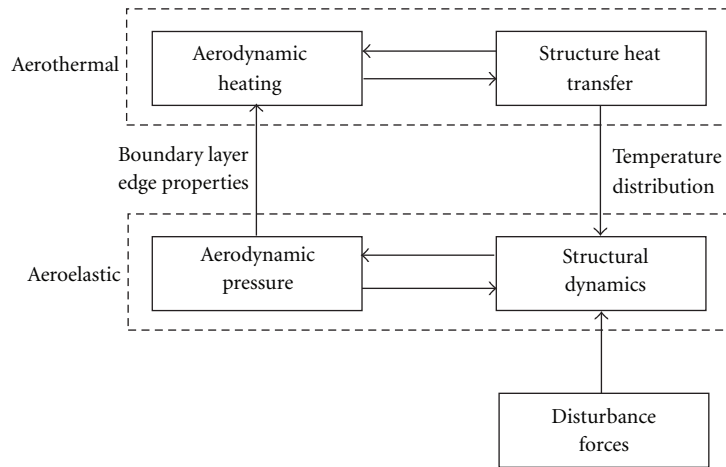 Aerothermal
Aerodynamic
heating
Structure heat
transfer
Boundary layer
edge properties
Temperature
distribution
Aeroelastic
Aerodynamic
pressure
Structural
dynamics
Disturbance
forces